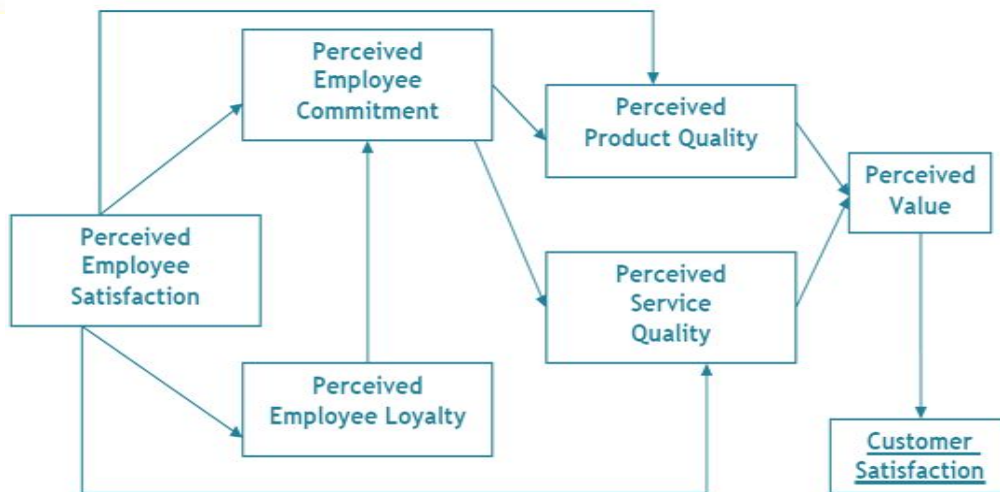 Perceived
Employee
Commitment
Perceived
Product Quality
Perceived
Value
Perceived
Employee
Satisfaction
Perceived
Service
Quality
Perceived
Employee Loyalty
Customer
Satisfaction